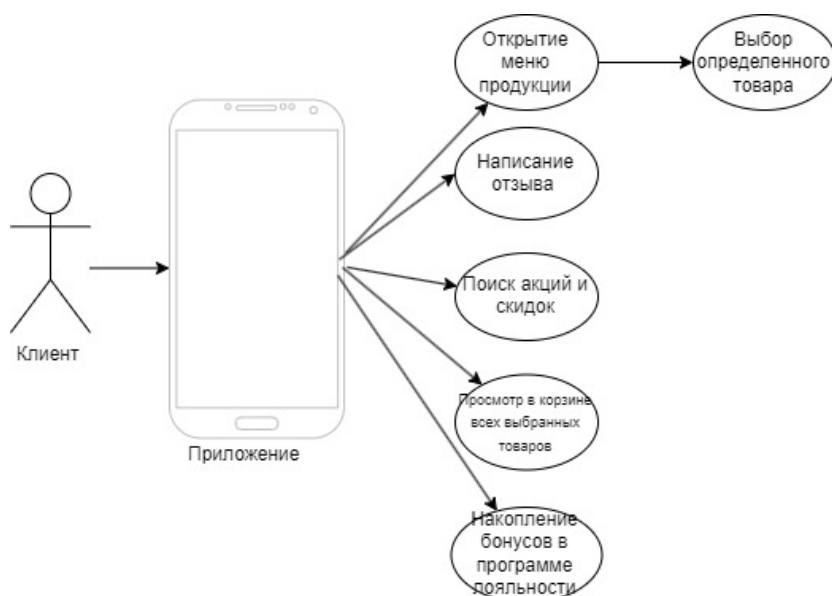 Открытие
меню
продукции
Выбор
определенного
товара
Написание
отзыва
Поиск акций и
скидок
Клиент
Просмотр в корзине
всех выбранных
товаров
Приложение
Накопление
бонусов в
программе
лояльности